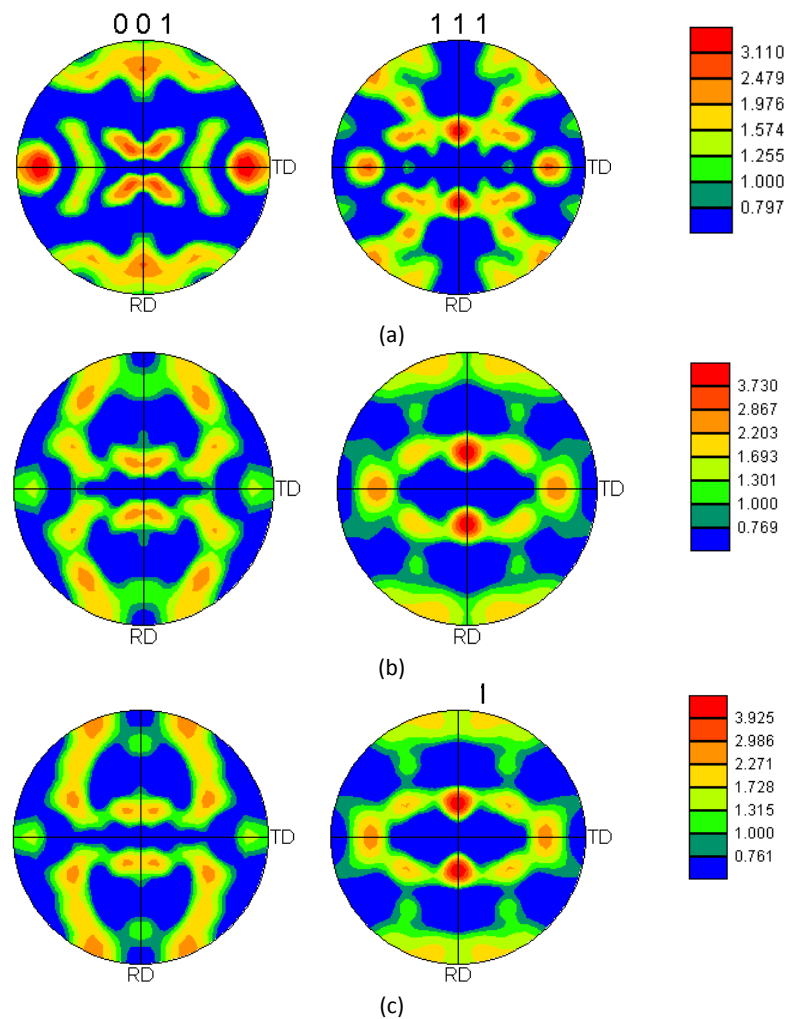 0 0 1
1 1 1
TD
TD
RD
RD
3.110
2.479
1.976
1.574
1.255
1.000
0.797
(a)
TD
TD
RD
RD
3.730
2.867
2.203
1.693
1.301
1.000
0.769
(b)
TD
TD
RD
RD
3.925
2.986
2.271
1.728
1.315
1.000
0.761
(c)